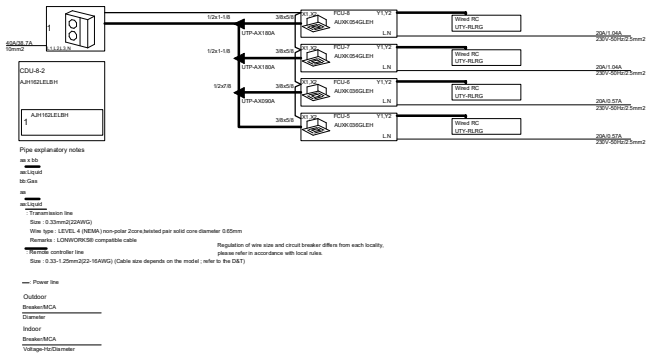 1/2x1-1/8
3/8x5/8
X1,X2 FCU-8 Y1,Y2
AUXK054GLEH
L.N
Wired RC
UTY-RLRG
UTP-AX180A
20A/1.04A
230V-50Hz/2.5mm2
1
40A/38.7A
10mm2
L1,L2,L3,N
1/2x1-1/8
3/8x5/8
X1,X2 FCU-7 Y1,Y2
AUXK054GLEH
L.N
Wired RC
UTY-RLRG
UTP-AX180A
20A/1.04A
230V-50Hz/2.5mm2
CDU-8-2
AJH162LELBH
1/2x7/8
3/8x5/8
X1,X2 FCU-6 Y1,Y2
AUXK036GLEH
L.N
Wired RC
UTY-RLRG
UTP-AX090A
20A/0.57A
230V-50Hz/2.5mm2
AJH162LELBH
1
3/8x5/8
X1,X2 FCU-5 Y1,Y2
AUXK036GLEH
L.N
Wired RC
UTY-RLRG
20A/0.57A
230V-50Hz/2.5mm2
Pipe explanatory notes
aa x bb
aa:Liquid
bb:Gas
aa
aa:Liquid
: Transmission line
Size : 0.33mm2(22AWG)
Wire type : LEVEL 4 (NEMA) non-polar 2core,twisted pair solid core diameter 0.65mm
Remarks : LONWORKS® compatible cable
: Remote controller line
Size : 0.33-1.25mm2(22-16AWG) (Cable size depends on the model ; refer to the D&T)
Regulation of wire size and circuit breaker differs from each locality,
please refer in accordance with local rules.
: Power line
Outdoor
Breaker/MCA
Diameter
Indoor
Breaker/MCA
Voltage-Hz/Diameter